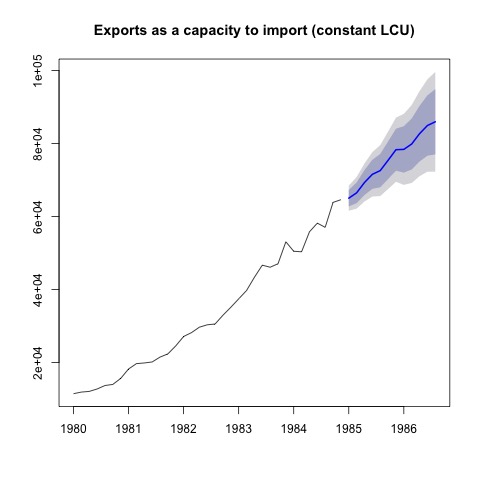 Exports as a capacity to import (constant LCU)
1e+05
8e+04
6e+04
4e+04
2e+04
1980 1981 1982 1983 1984 1985 1986